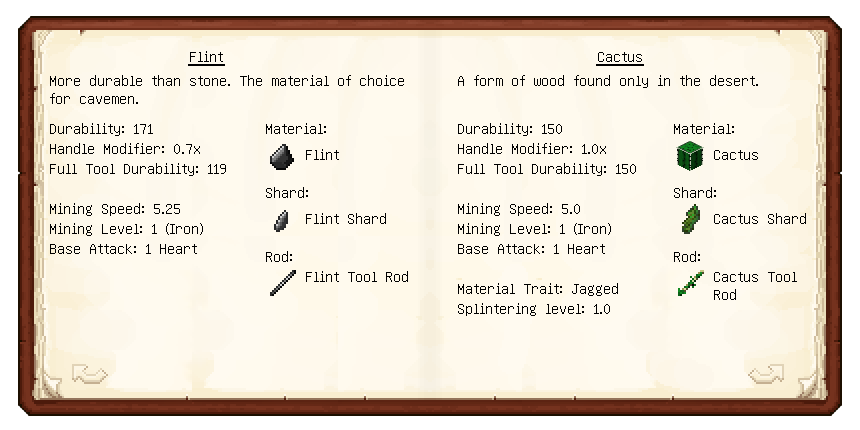 Flint
More durable than stone. The material of choice
for cavemen.
Durability: 171
Handle Modifier: 0.7x
Full Tool Durability: 119
Mining Speed: 5.25
Mining Level: 1 (Iron)
Base Attack: 1 Heart
Material:
Flint
Shard:
Flint Shard
Rod:
Flint Tool Rod
Cactus
A form of wood found only in the desert.
Durability: 150
Handle Modifier: 1.0x
Full Tool Durability: 150
Mining Speed: 5.0
Mining Level: 1 (Iron)
Base Attack: 1 Heart
Material Trait: Jagged
Splintering level: 1.0
Material:
Cactus
Shard:
Cactus Shard
Rod:
Cactus Tool
Rod